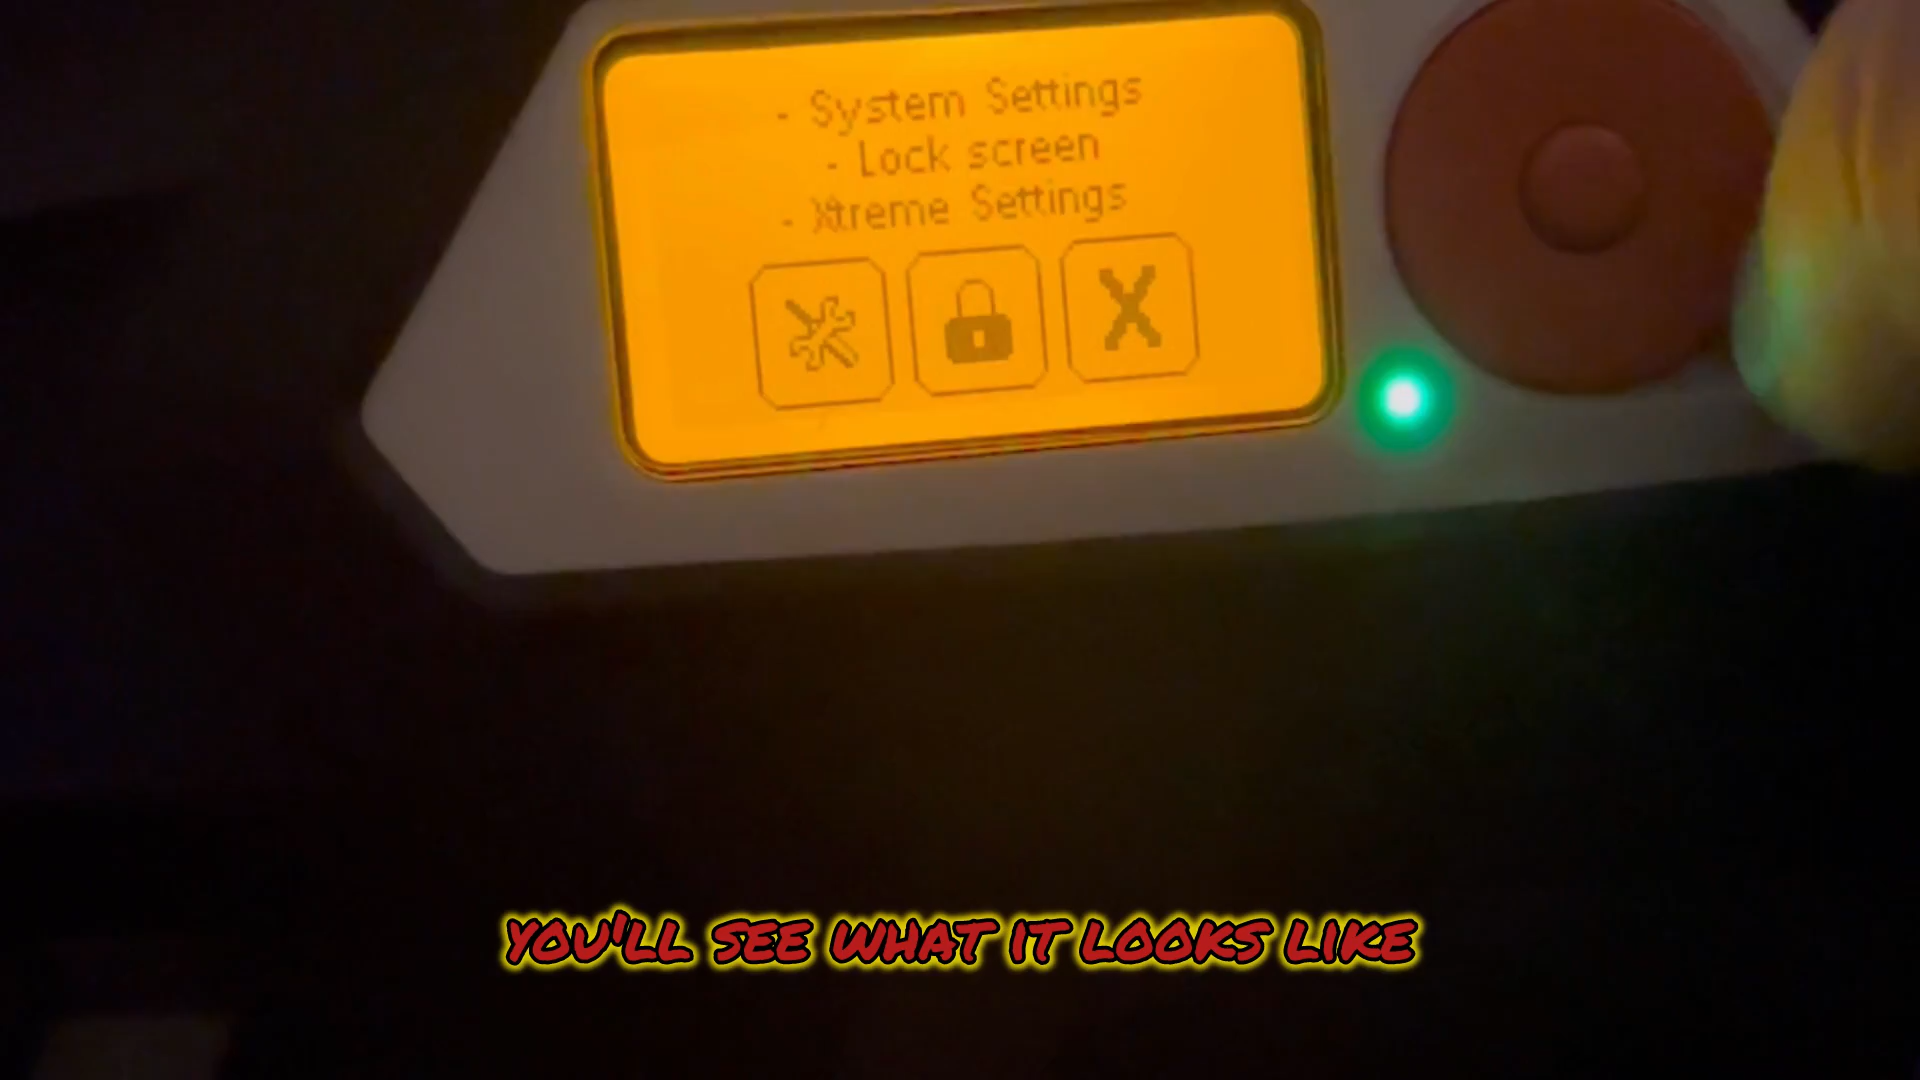 - System Settings
- Lock screen
- Xtreme Settings
YOU'LL SEE WHAT IT LOOKS LIKE